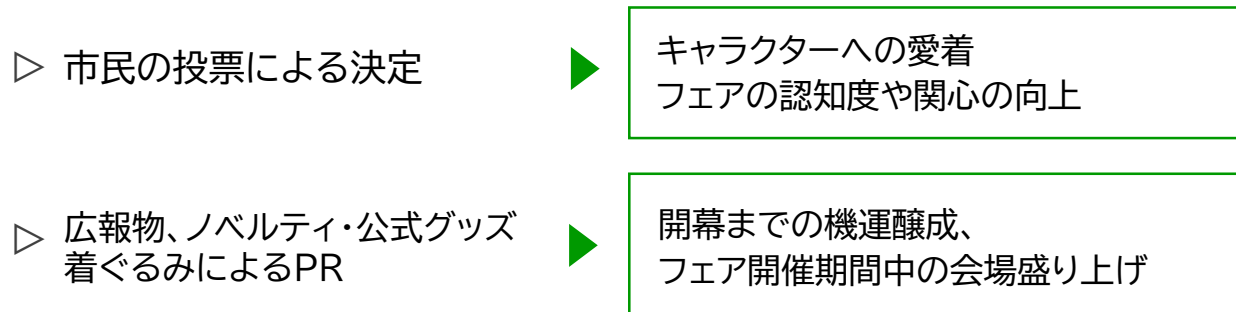 ▷ 市民の投票による決定
キャラクターへの愛着
フェアの認知度や関心の向上
▷ 広報物、ノベルティ・公式グッズ
着ぐるみによるPR
開幕までの機運醸成、
フェア開催期間中の会場盛り上げ